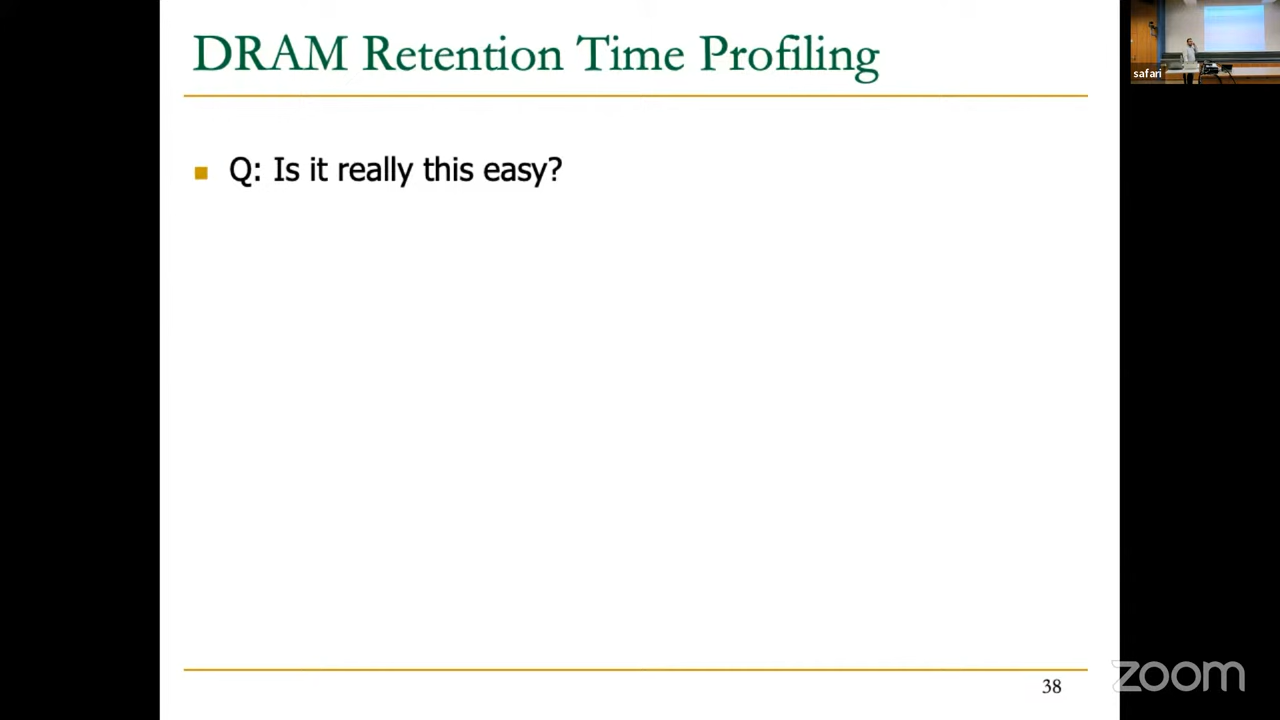 DRAM Retention Time Profiling
safari
Q: Is it really this easy?
38
zoom